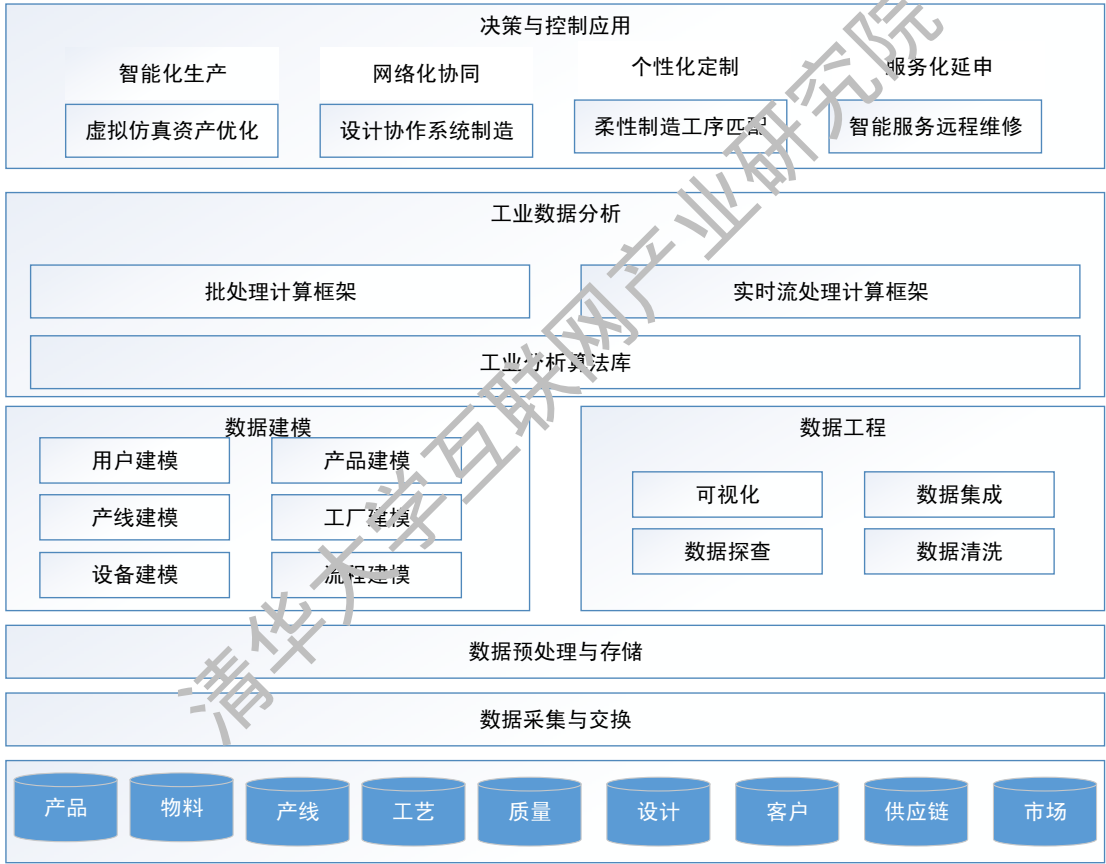 决策与控制应用
智能化生产 网络化协同 个性化定制 服务化延申
虚拟仿真资产优化 设计协作系统制造 柔性制造工序匹配 智能服务远程维修
工业数据分析
批处理计算框架 实时流处理计算框架
工业分析算法库
数据建模 数据工程
用户建模 产品建模
可视化 数据集成
产线建模 工厂建模
数据探查 数据清洗
设备建模 流程建模
数据预处理与存储
数据采集与交换
产品 物料 产线 工艺 质量 设计 客户 供应链 市场
清华大学互联网产业研究院